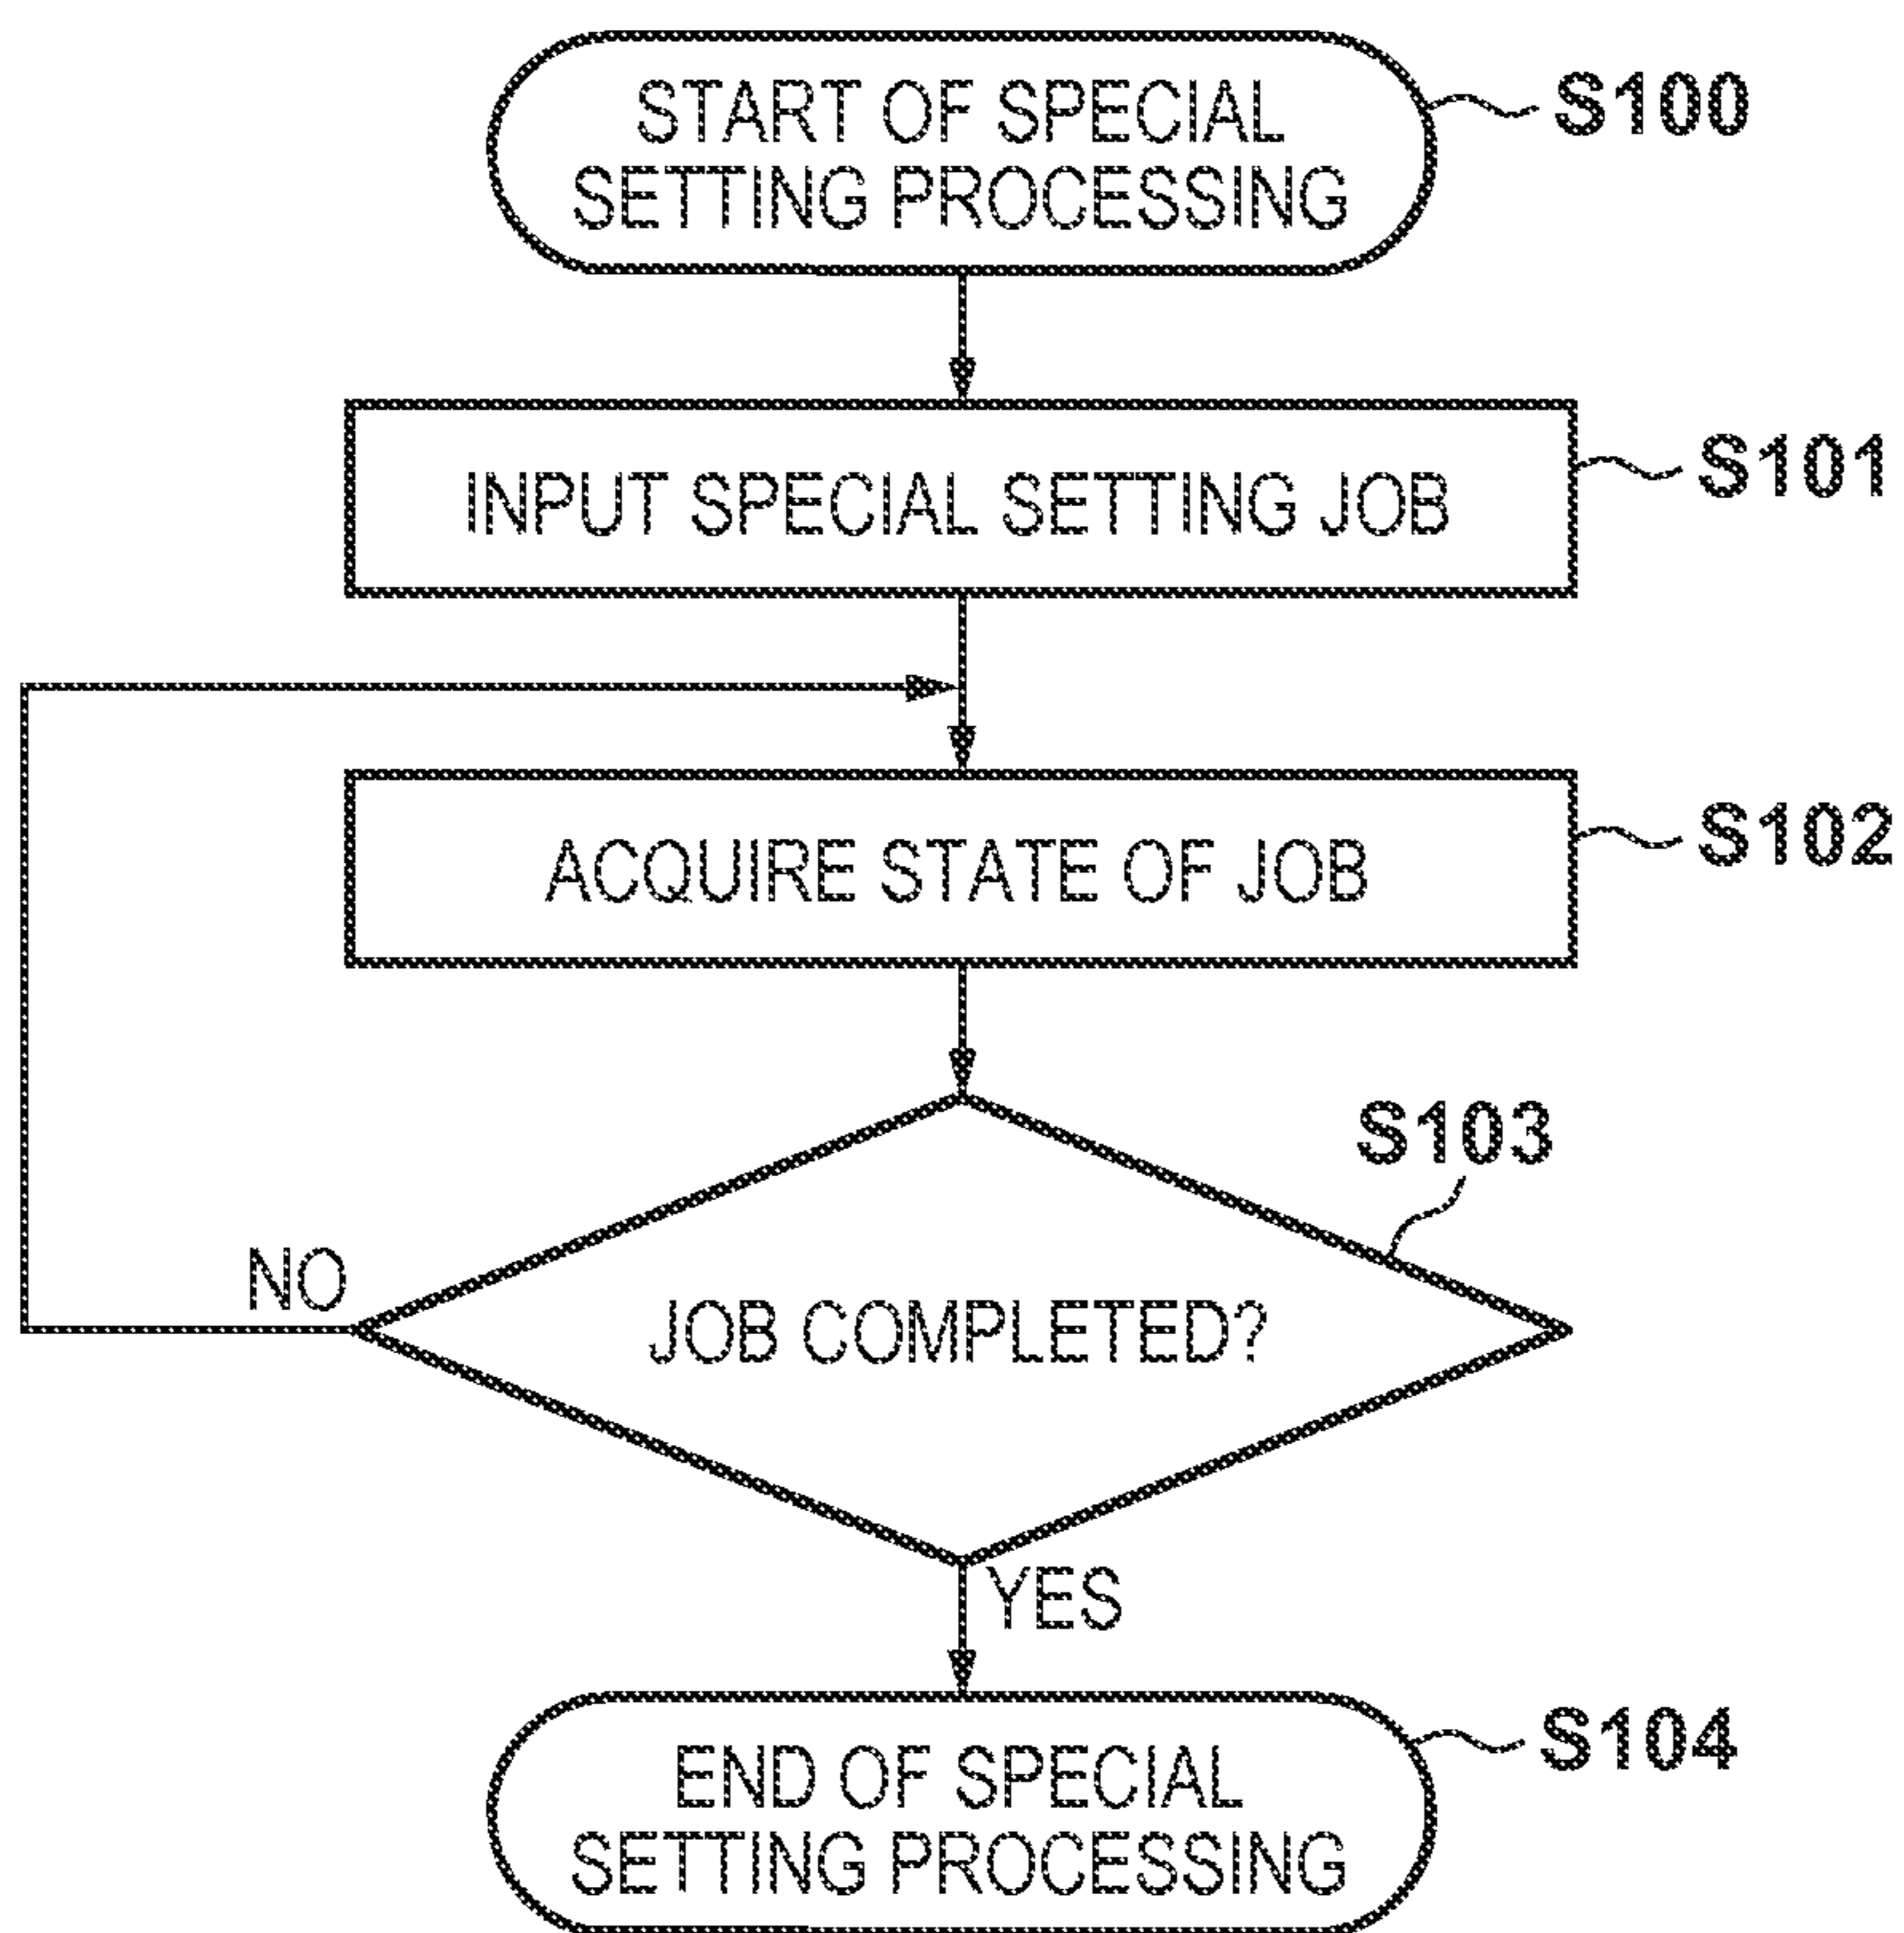 START OF SPECIAL
SETTING PROCESSING
S100
INPUT SPECIAL SETTING JOB
S101
ACQUIRE STATE OF JOB
S102
S103
NO
JOB COMPLETED?
YES
END OF SPECIAL
SETTING PROCESSING
S104